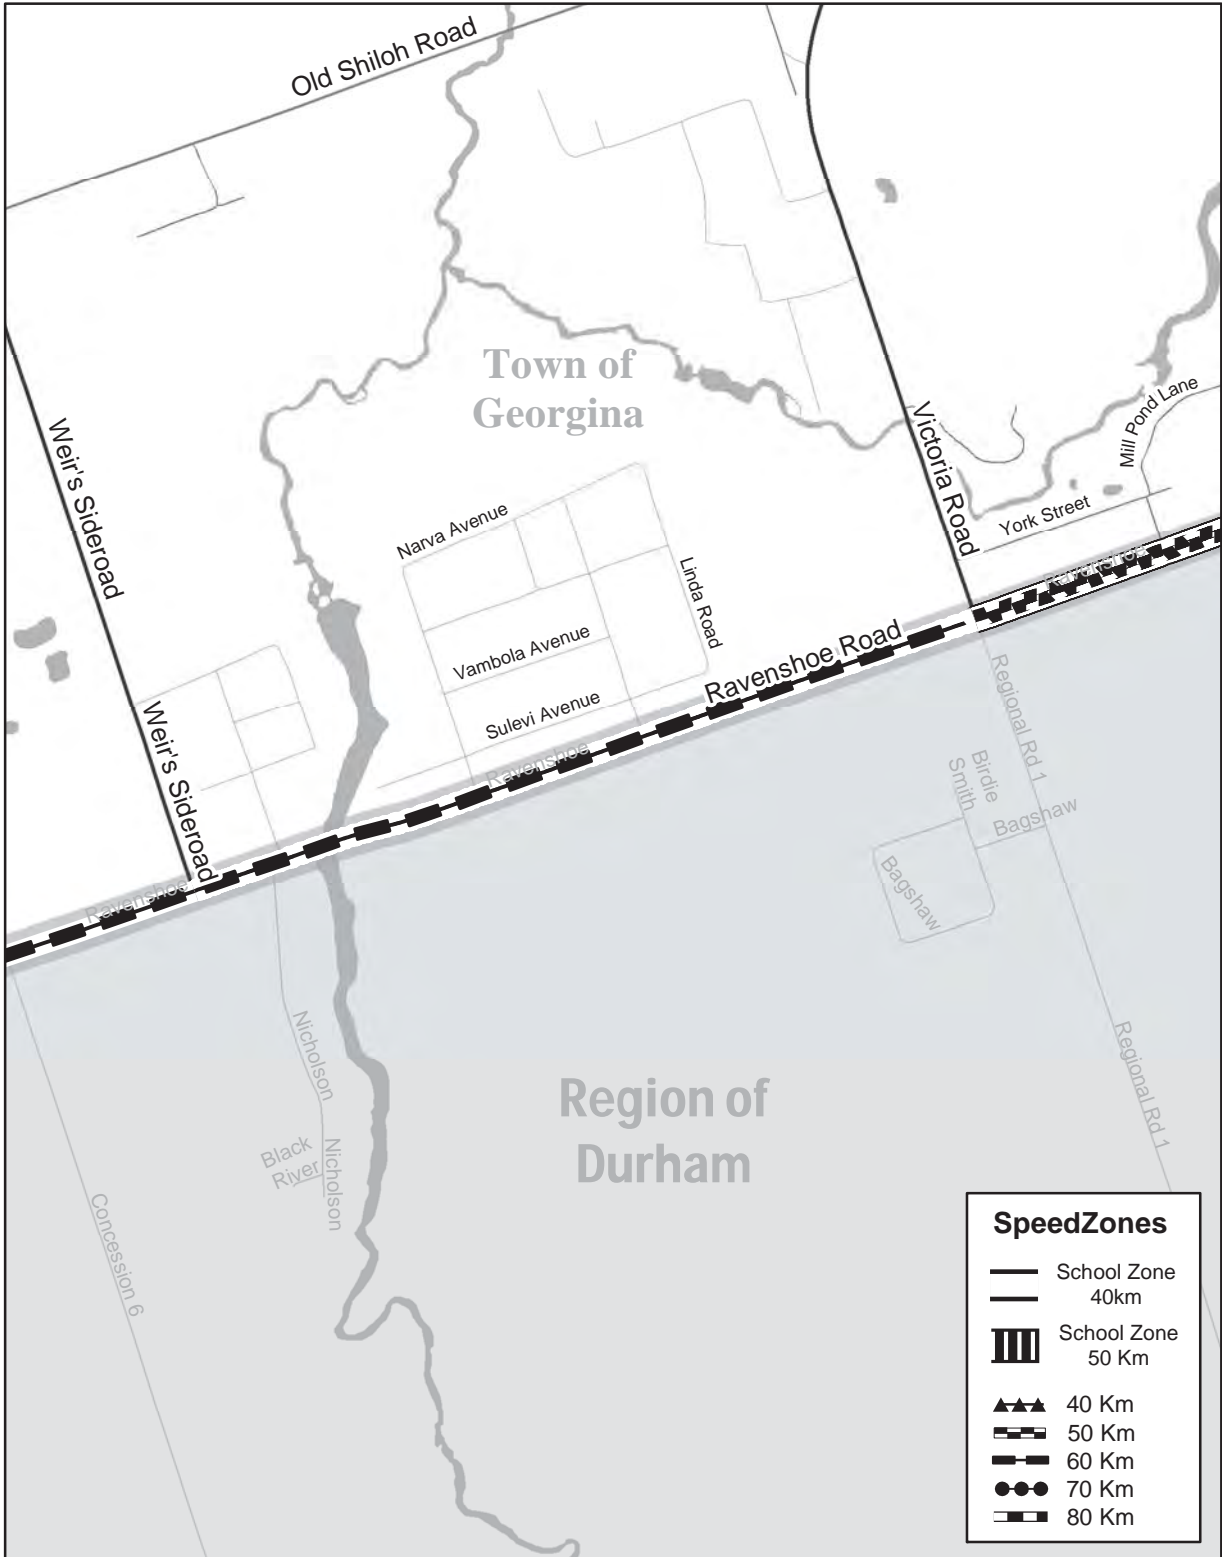 Old Shiloh Road
Town of
Georgina
Weir's Sideroad
Victoria Road
Mill Pond Lane
York Street
Narva Avenue
Linda Road
Vambola Avenue
Sulevi Avenue
Ravenshoe
Ravenshoe Road
Ravenshoe
Weir's Sideroad
Ravenshoe
Regional Rd 1
Birdie
Smith
Bagshaw
Bagshaw
Nicholson
Regional Rd 1
Region of
Durham
Black
River
Nicholson
Concession 6
SpeedZones
School Zone
40km
School Zone
50 Km
40 Km
50 Km
60 Km
70 Km
80 Km